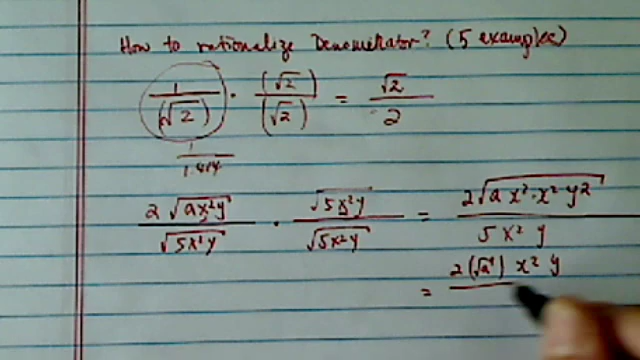 How to rationalize Denominator? (5 examples)
1/(√2) · (√2)/(√2) = √2/2
1/1.414
2√(ax²y)/√(5x²y) · √(5x²y)/√(5x²y) = 2√(a x²·x² y2)/5x² y
= 2(√a) x² y